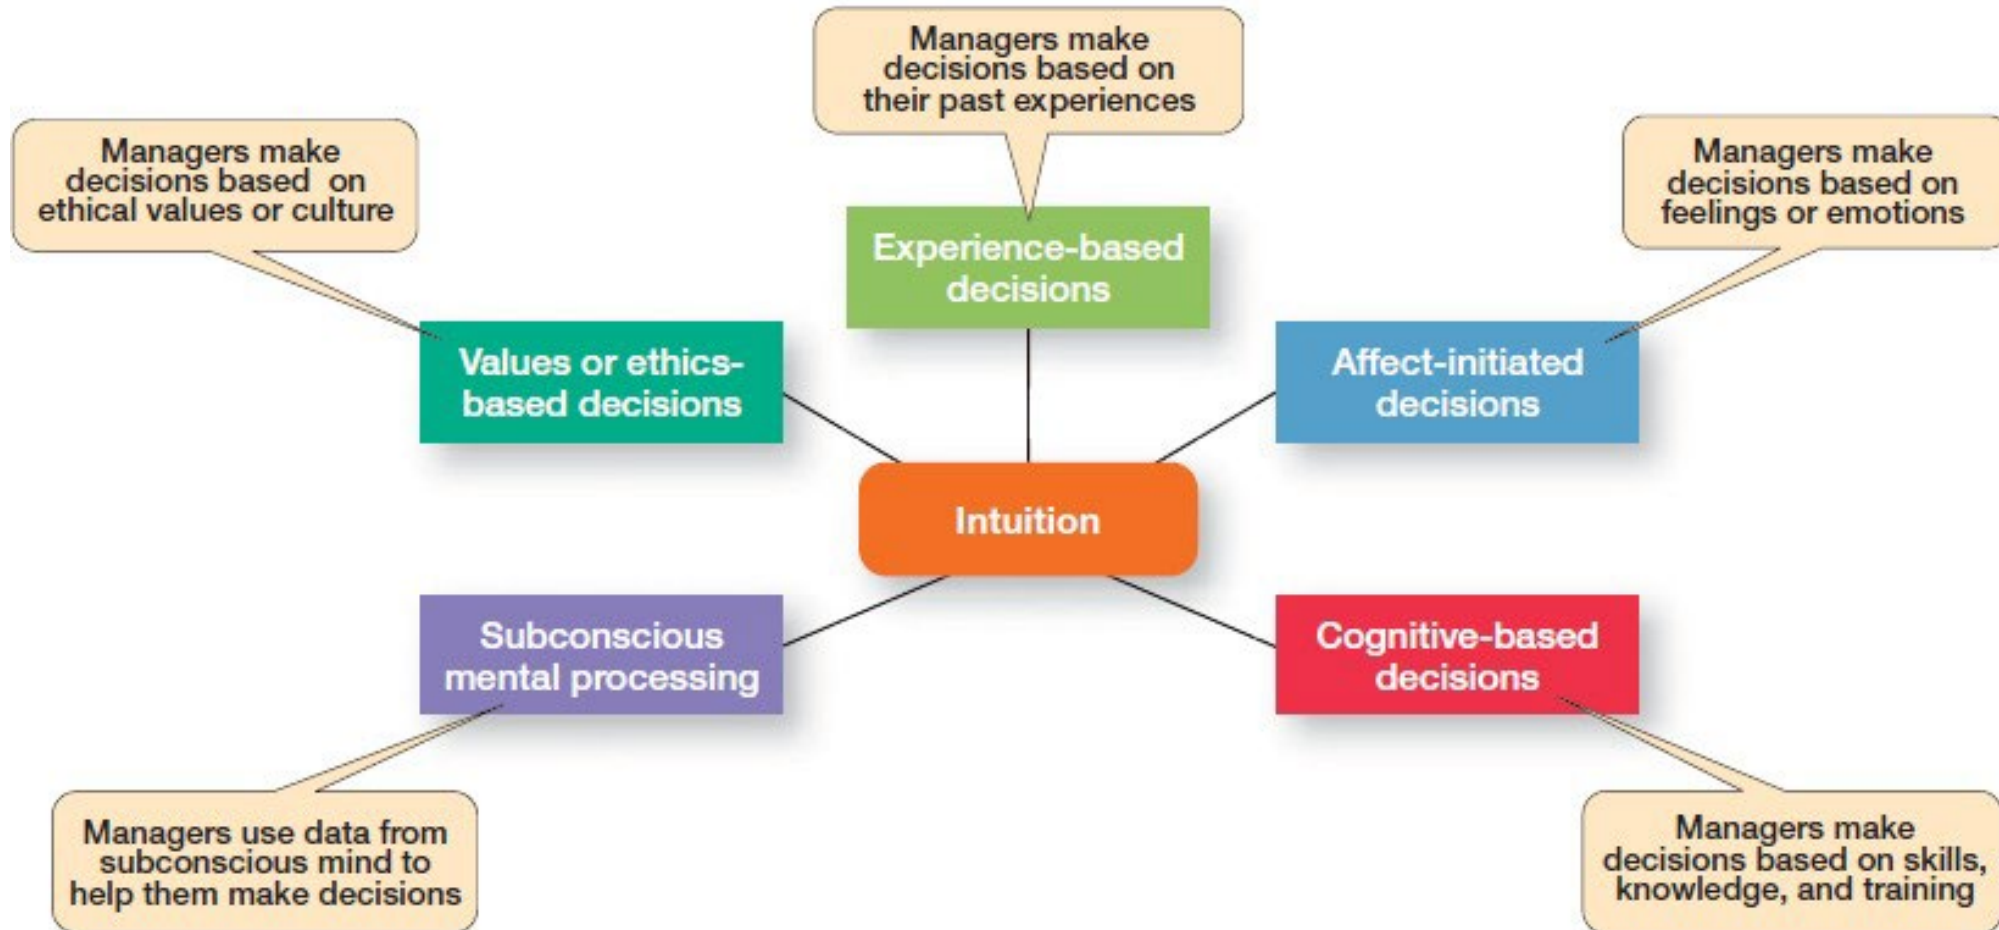 Managers make
decisions based on
their past experiences
Managers make
decisions based on
ethical values or culture
Managers make
decisions based on
feelings or emotions
Experience-based
decisions
Values or ethics-
based decisions
Affect-initiated
decisions
Intuition
Subconscious
mental processing
Cognitive-based
decisions
Managers use data from
subconscious mind to
help them make decisions
Managers make
decisions based on skills,
knowledge, and training